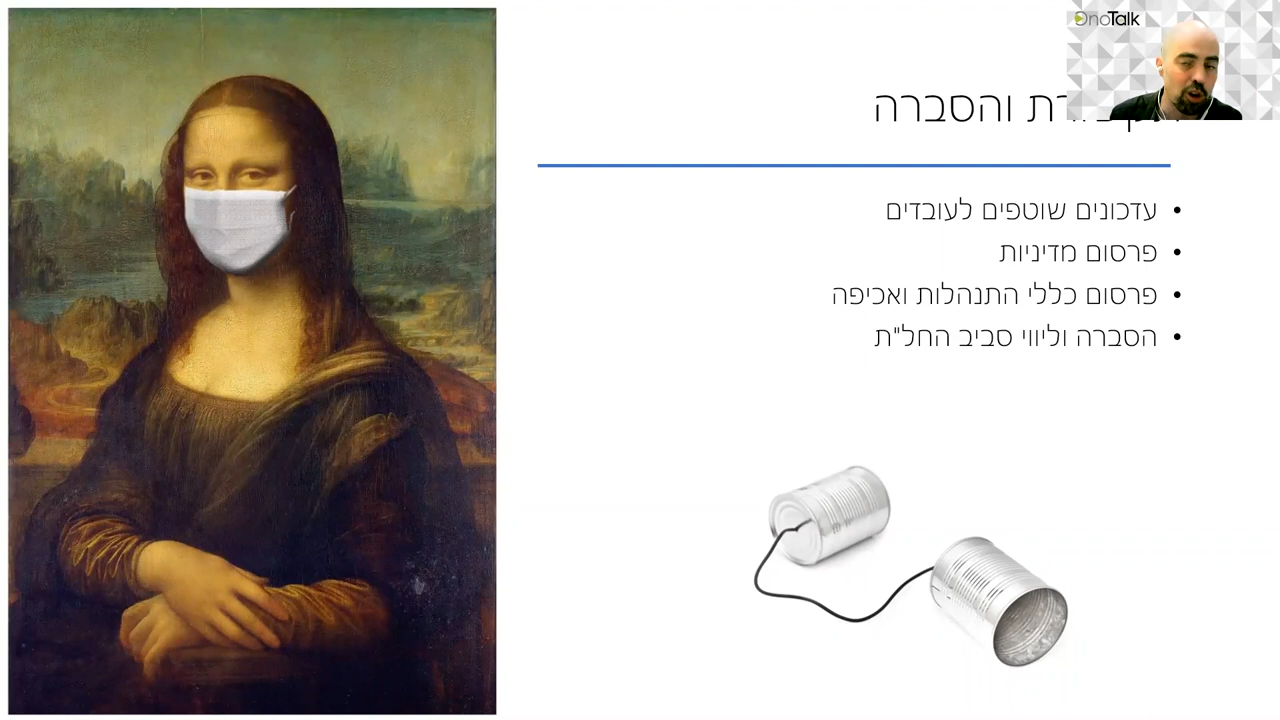 OnoTalk
והסברה
עדכונים שוטפים לעובדים
פרסום מדיניות
פרסום כללי התנהלות ואכיפה
הסברה וליווי סביב החל"ת